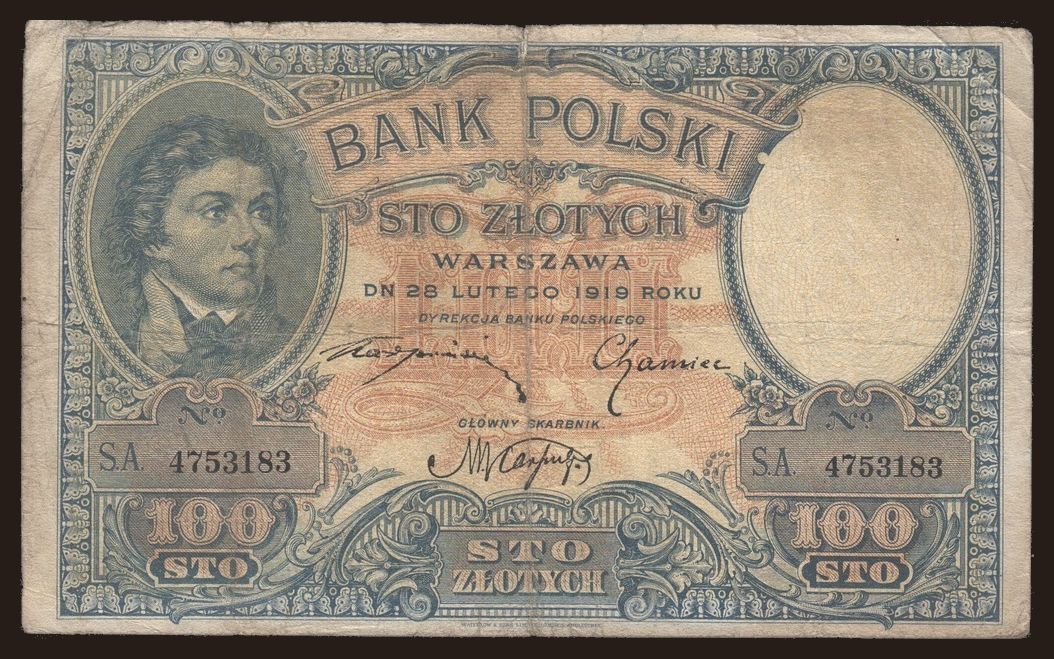 BANK POLSKI
STO ZŁOTYCH
WARSZAWA
DN 28 LUTEGO 1919 ROKU
DYREKCJA BANKU POLSKIEGO
Chamiec
GŁÓWNY SKARBNIK.
Nº
S.A. 4753183
Nº
S.A. 4753183
100
STO
STO
ZŁOTYCH
100
STO